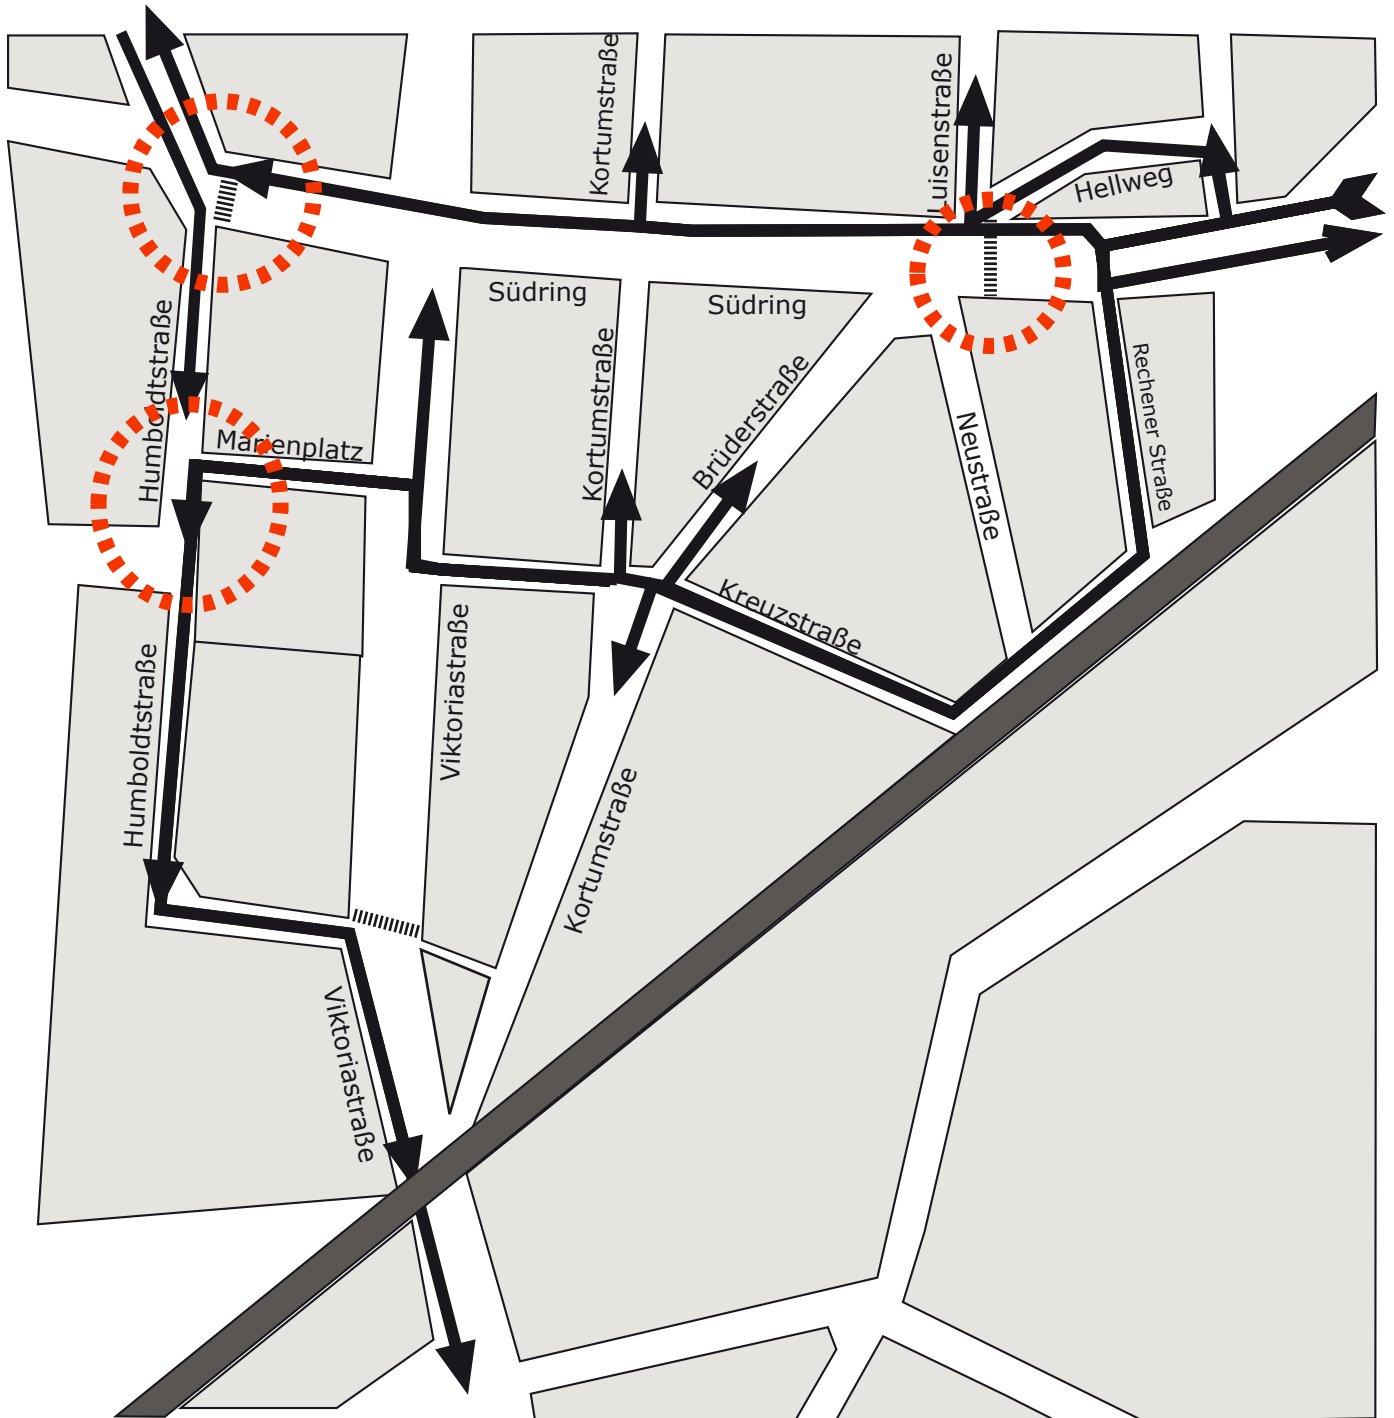 Kortumstraße
Luisenstraße
Hellweg
Südring
Südring
Humboldtstraße
Kortumstraße
Brüderstraße
Rechener Straße
Marienplatz
Neustraße
Kreuzstraße
Viktoriastraße
Humboldtstraße
Kortumstraße
Viktoriastraße